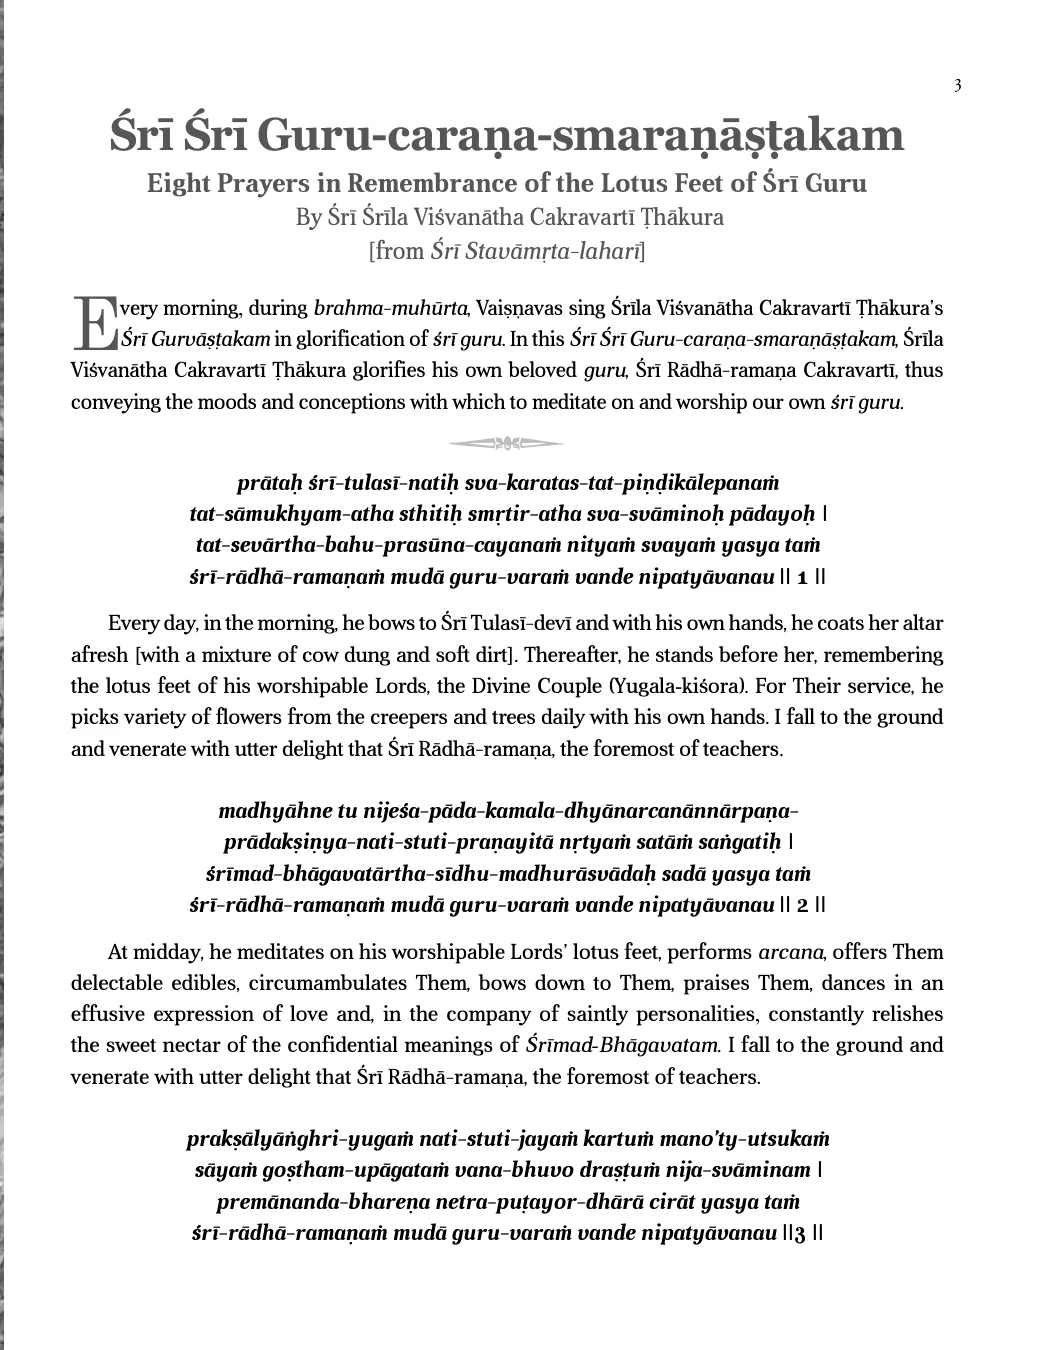 3
Śrī Śrī Guru-caraṇa-smaraṇāṣṭakam
Eight Prayers in Remembrance of the Lotus Feet of Śrī Guru
By Śrī Śrīla Viśvanātha Cakravartī Ṭhākura
[from Śrī Stavāmṛta-laharī]
Every morning, during brahma-muhūrta, Vaiṣṇavas sing Śrīla Viśvanātha Cakravartī Ṭhākura’s
Śrī Gurvāṣṭakam in glorification of śrī guru. In this Śrī Śrī Guru-caraṇa-smaraṇāṣṭakam, Śrīla
Viśvanātha Cakravartī Ṭhākura glorifies his own beloved guru, Śrī Rādhā-ramaṇa Cakravartī, thus
conveying the moods and conceptions with which to meditate on and worship our own śrī guru.
prātaḥ śrī-tulasī-natiḥ sva-karatas-tat-piṇḍikālepanaṁ
tat-sāmukhyam-atha sthitiḥ smṛtir-atha sva-svāminoḥ pādayoḥ |
tat-sevārtha-bahu-prasūna-cayanaṁ nityaṁ svayaṁ yasya taṁ
śrī-rādhā-ramaṇaṁ mudā guru-varaṁ vande nipatyāvanau || 1 ||
Every day, in the morning, he bows to Śrī Tulasī-devī and with his own hands, he coats her altar
afresh [with a mixture of cow dung and soft dirt]. Thereafter, he stands before her, remembering
the lotus feet of his worshipable Lords, the Divine Couple (Yugala-kiśora). For Their service, he
picks variety of flowers from the creepers and trees daily with his own hands. I fall to the ground
and venerate with utter delight that Śrī Rādhā-ramaṇa, the foremost of teachers.
madhyāhne tu nijeśa-pāda-kamala-dhyānarcanānnārpaṇa-
prādakṣiṇya-nati-stuti-praṇayitā nṛtyaṁ satāṁ saṅgatiḥ |
śrīmad-bhāgavatārtha-sīdhu-madhurāsvādaḥ sadā yasya taṁ
śrī-rādhā-ramaṇaṁ mudā guru-varaṁ vande nipatyāvanau || 2 ||
At midday, he meditates on his worshipable Lords’ lotus feet, performs arcana, offers Them
delectable edibles, circumambulates Them, bows down to Them, praises Them, dances in an
effusive expression of love and, in the company of saintly personalities, constantly relishes
the sweet nectar of the confidential meanings of Śrīmad-Bhāgavatam. I fall to the ground and
venerate with utter delight that Śrī Rādhā-ramaṇa, the foremost of teachers.
prakṣālyāṅghri-yugaṁ nati-stuti-jayaṁ kartuṁ mano’ty-utsukaṁ
sāyaṁ goṣṭham-upāgataṁ vana-bhuvo draṣṭuṁ nija-svāminam |
premānanda-bhareṇa netra-puṭayor-dhārā cirāt yasya taṁ
śrī-rādhā-ramaṇaṁ mudā guru-varaṁ vande nipatyāvanau ||3 ||